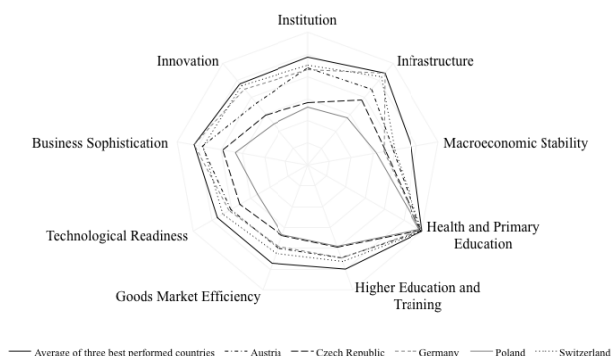 Institution
Innovation
Infrastructure
Business Sophistication
Macroeconomic Stability
Technological Readiness
Health and Primary
Education
Goods Market Efficiency
Higher Education and
Training
Average of three best performed countries
Austria
Czech Republic
Germany
Poland
Switzerland